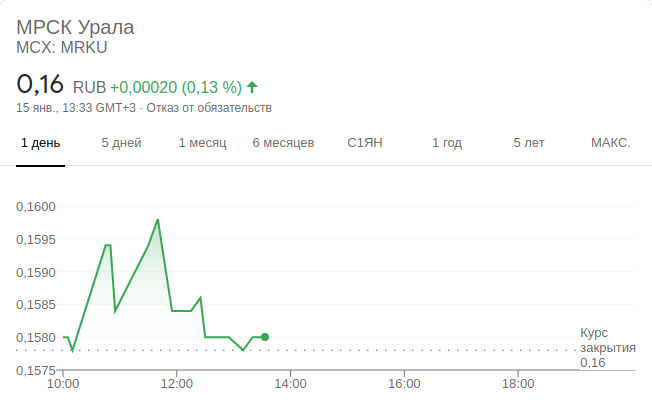 МРСК Урала
MCX: MRKU
0,16 RUB +0,00020 (0,13 %)
15 янв., 13:33 GMT+3 · Отказ от обязательств
1 день 5 дней 1 месяц 6 месяцев С1ЯН 1 год 5 лет МАКС.
0,1600
0,1595
0,1590
0,1585
0,1580
0,1575
Курс
закрытия
0,16
10:00 12:00 14:00 16:00 18:00